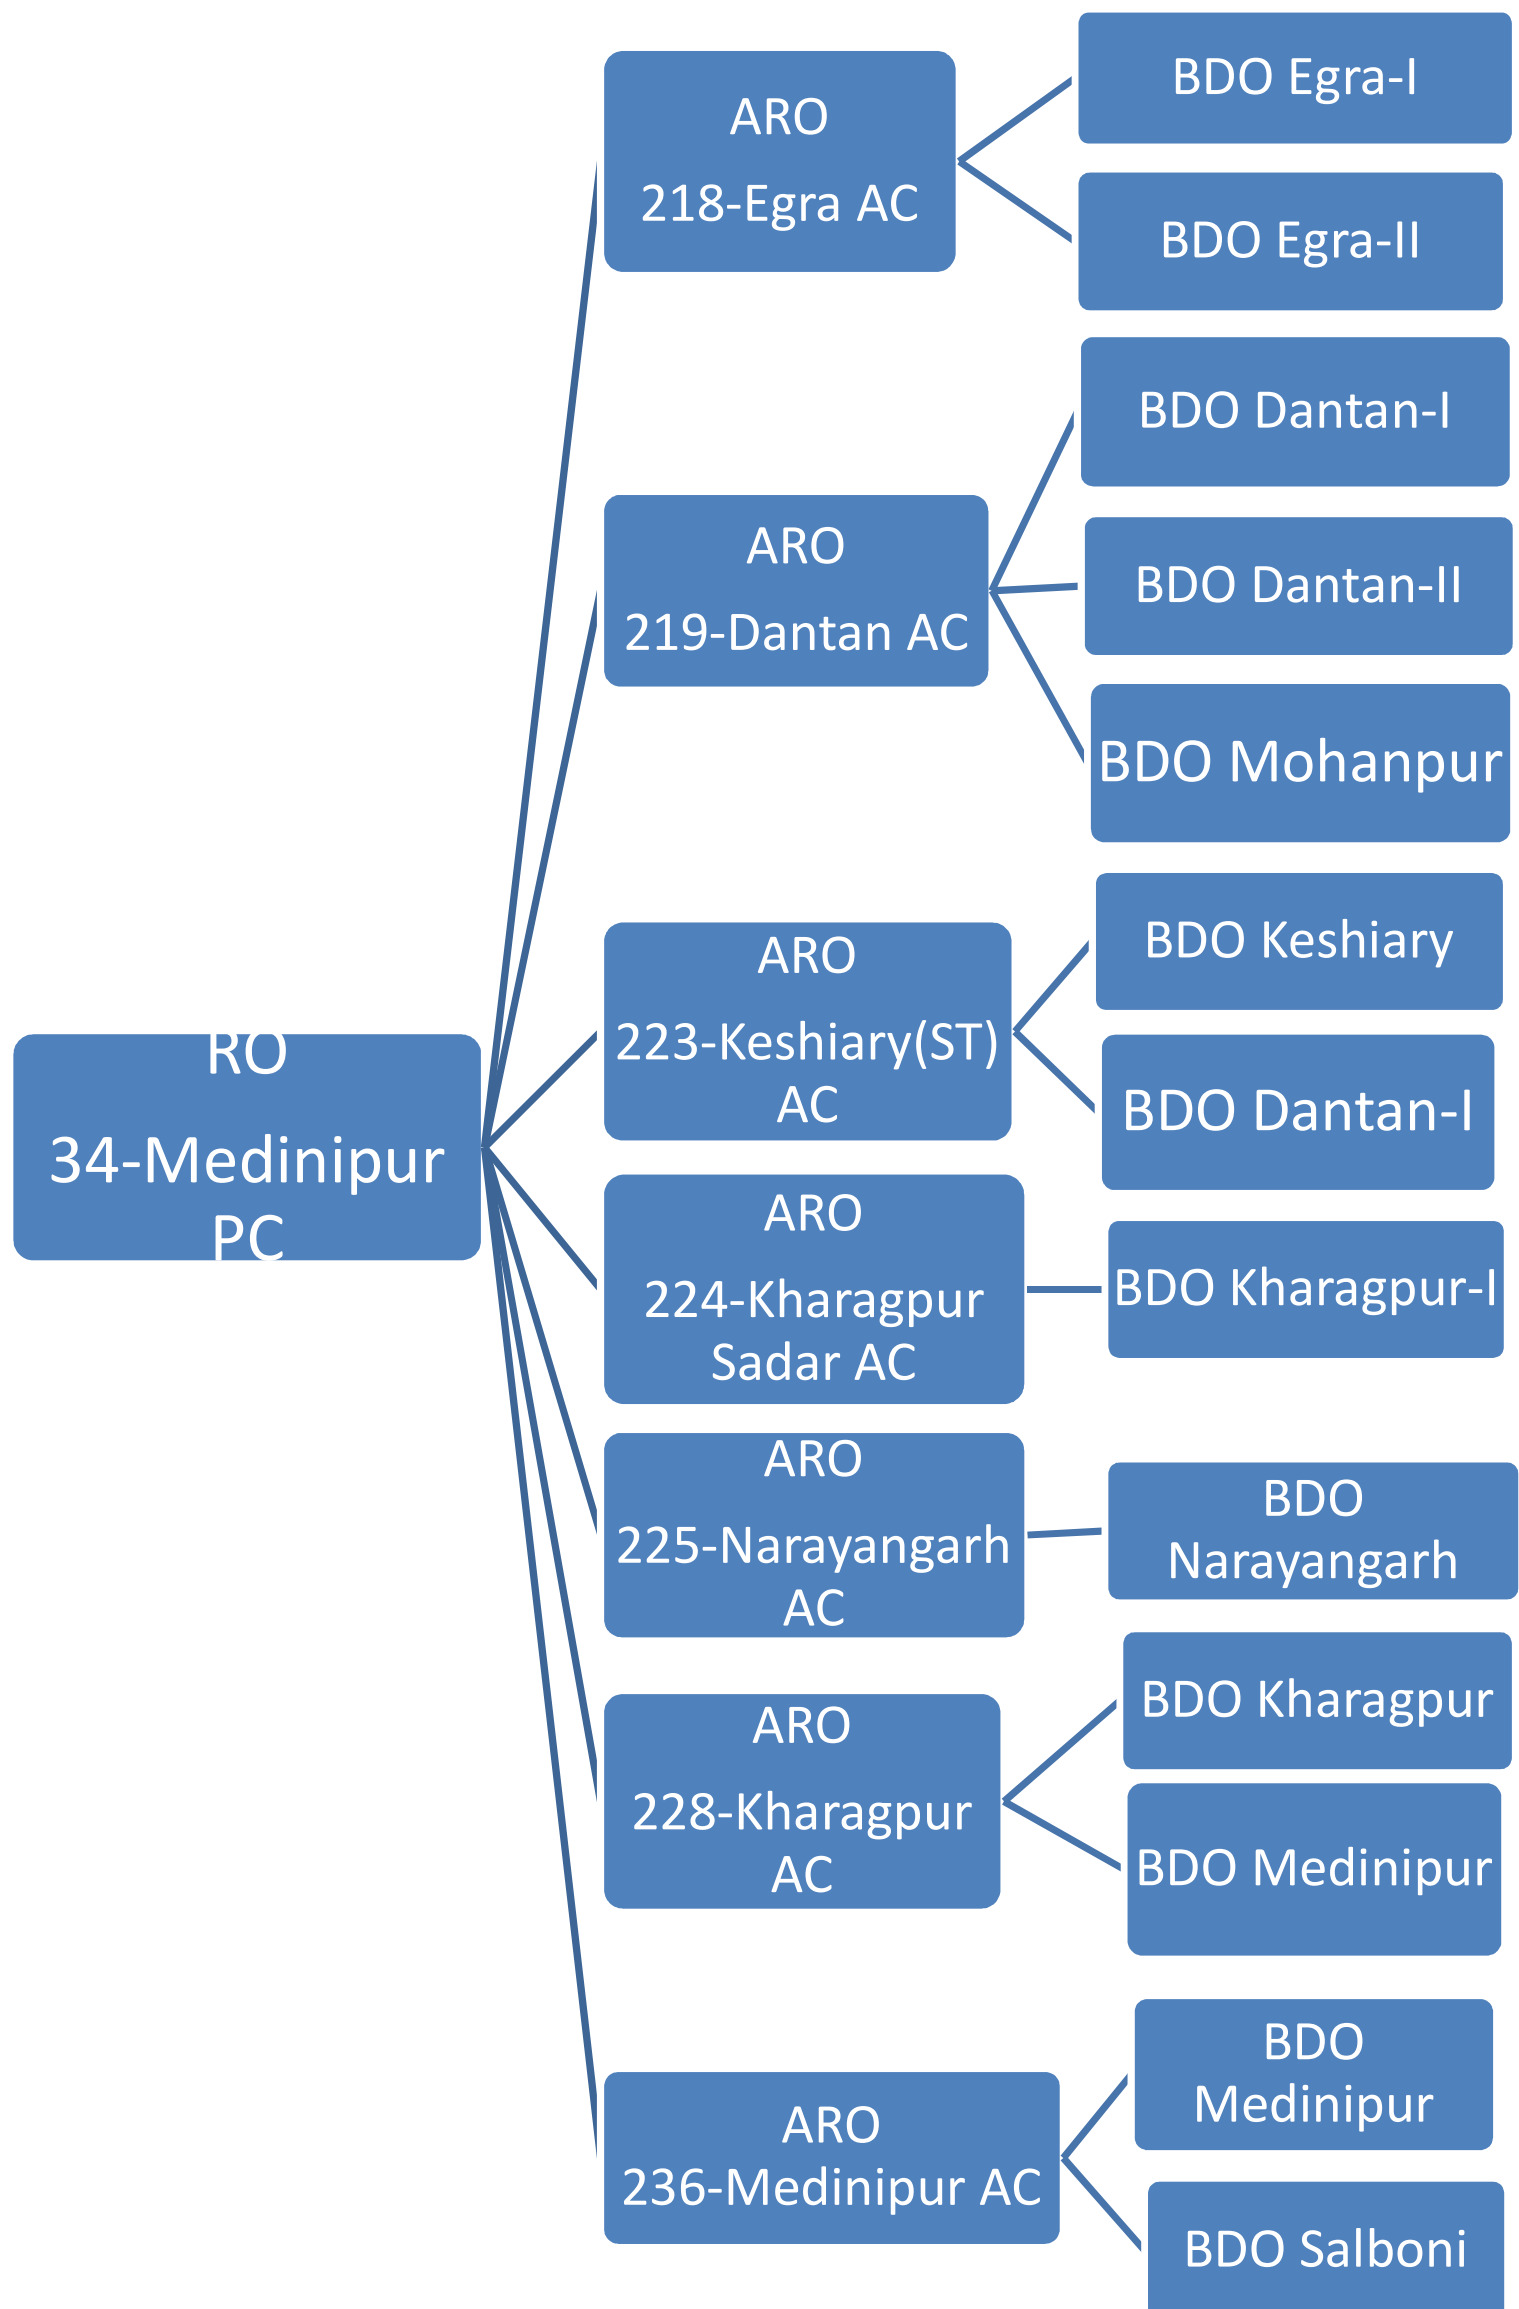 RO
34-Medinipur
PC
ARO
218-Egra AC
BDO Egra-I
BDO Egra-II
ARO
219-Dantan AC
BDO Dantan-I
BDO Dantan-II
BDO Mohanpur
ARO
223-Keshiary(ST)
AC
BDO Keshiary
BDO Dantan-I
ARO
224-Kharagpur
Sadar AC
BDO Kharagpur-I
ARO
225-Narayangarh
AC
BDO
Narayangarh
ARO
228-Kharagpur
AC
BDO Kharagpur
BDO Medinipur
ARO
236-Medinipur AC
BDO
Medinipur
BDO Salboni